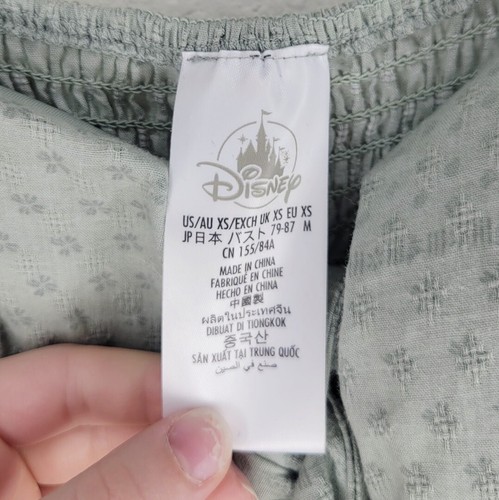 Disney
US/AU XS/EXCH UK XS EU XS
JP日本 バスト 79-87 M
CN 155/84A
MADE IN CHINA
FABRIQUÉ EN CHINE
HECHO EN CHINA
中國製
ผลิตในประเทศจีน
DIBUAT DI TIONGKOK
중국산
SẢN XUẤT TẠI TRUNG QUỐC
صنع في الصين